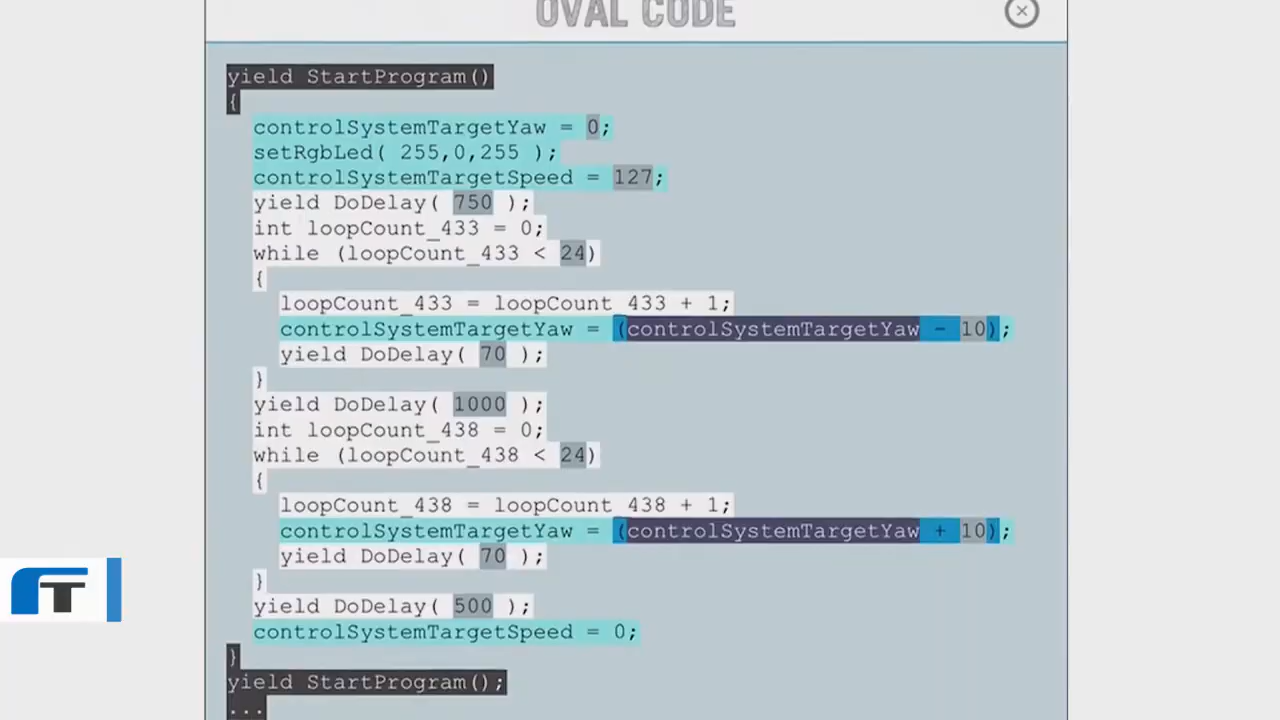 OVAL CODE
yield StartProgram()
{
controlSystemTargetYaw = 0;
setRgbLed( 255,0,255 );
controlSystemTargetSpeed = 127;
yield DoDelay( 750 );
int loopCount_433 = 0;
while (loopCount_433 < 24)
{
loopCount_433 = loopCount_433 + 1;
controlSystemTargetYaw = (controlSystemTargetYaw - 10);
yield DoDelay( 70 );
}
yield DoDelay( 1000 );
int loopCount_438 = 0;
while (loopCount_438 < 24)
{
loopCount_438 = loopCount_438 + 1;
controlSystemTargetYaw = (controlSystemTargetYaw + 10);
yield DoDelay( 70 );
}
yield DoDelay( 500 );
controlSystemTargetSpeed = 0;
}
yield StartProgram();
...